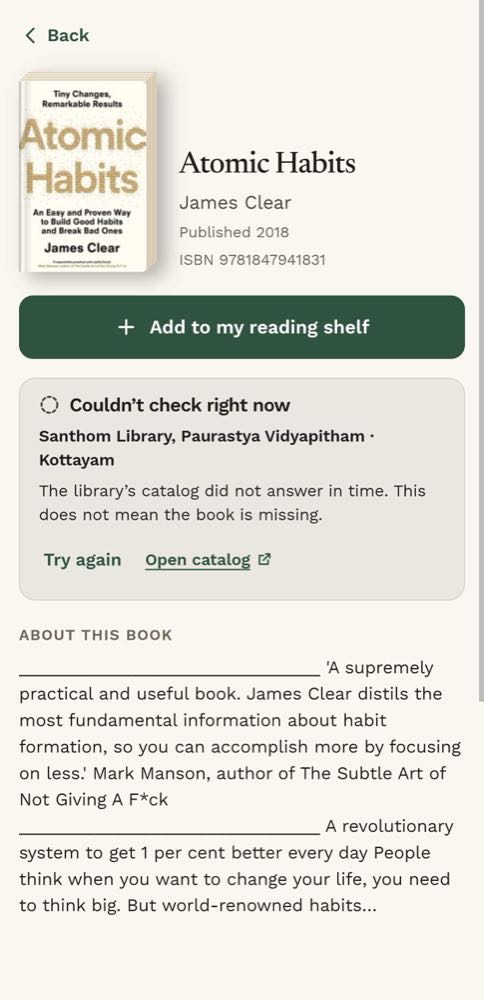 Back
Tiny Changes,
Remarkable Results
Atomic
Habits
An Easy and Proven Way
to Build Good Habits
and Break Bad Ones
James Clear
Atomic Habits
James Clear
Published 2018
ISBN 9781847941831
Add to my reading shelf
Couldn’t check right now
Santhom Library, Paurastya Vidyapitham ·
Kottayam
The library’s catalog did not answer in time. This
does not mean the book is missing.
Try again Open catalog
ABOUT THIS BOOK
________________________________ 'A supremely
practical and useful book. James Clear distils the
most fundamental information about habit
formation, so you can accomplish more by focusing
on less.' Mark Manson, author of The Subtle Art of
Not Giving A F*ck
________________________________ A revolutionary
system to get 1 per cent better every day People
think when you want to change your life, you need
to think big. But world-renowned habits...